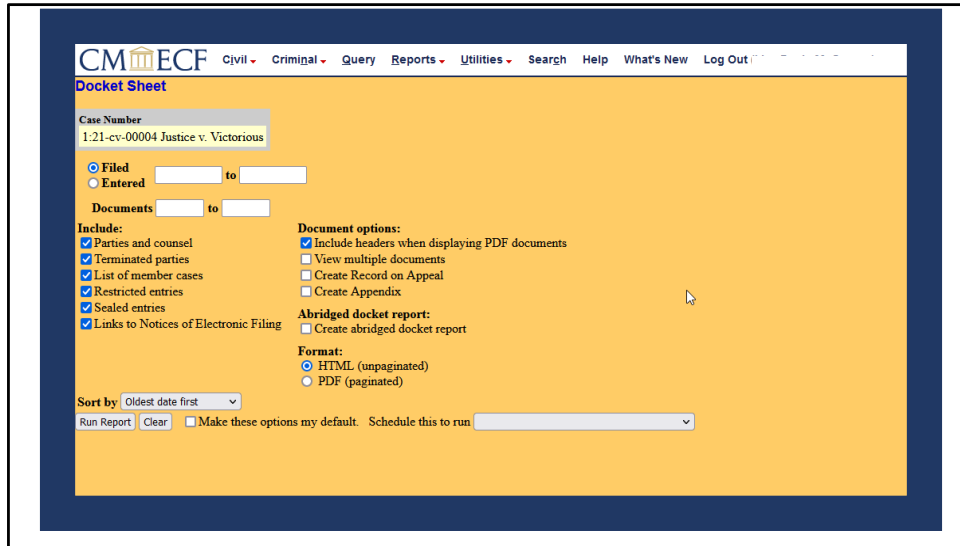 CM ECF Civil Criminal Query Reports Utilities Search Help What's New Log Out
Docket Sheet
Case Number
1:21-cv-00004 Justice v. Victorious
Filed
Entered
to
Documents to
Include:
Parties and counsel
Terminated parties
List of member cases
Restricted entries
Sealed entries
Links to Notices of Electronic Filing
Document options:
Include headers when displaying PDF documents
View multiple documents
Create Record on Appeal
Create Appendix
Abridged docket report:
Create abridged docket report
Format:
HTML (unpaginated)
PDF (paginated)
Sort by Oldest date first
Run Report Clear Make these options my default. Schedule this to run